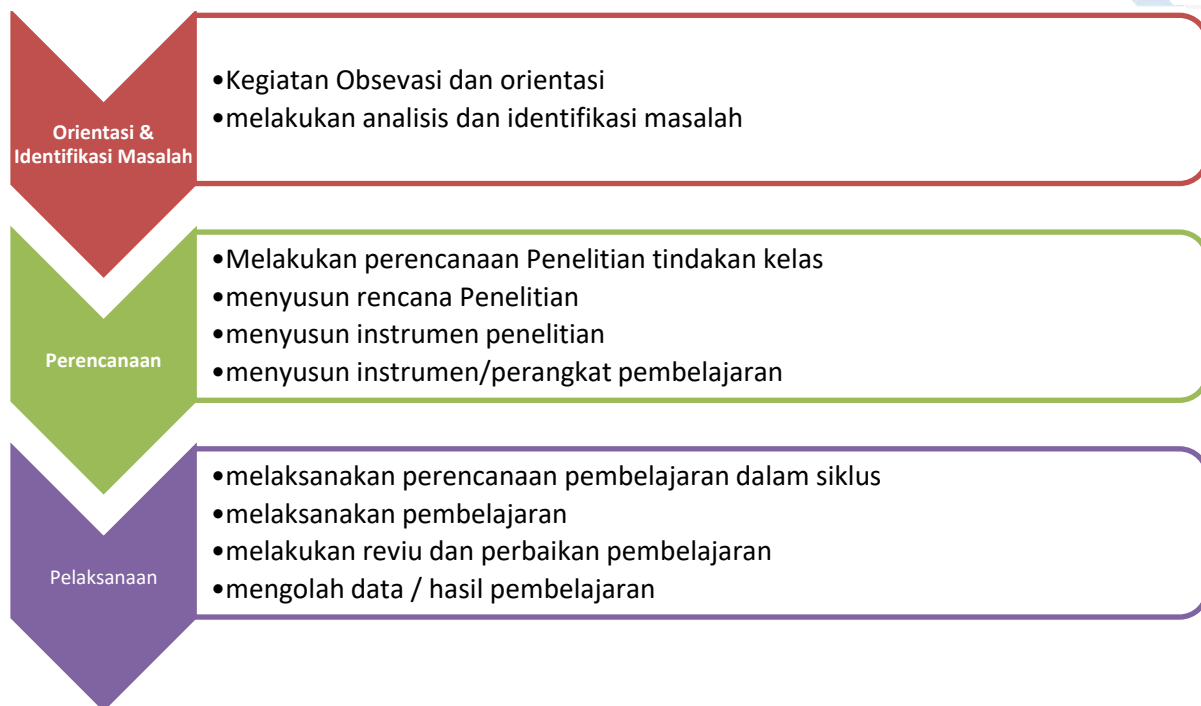 Orientasi &
Identifikasi Masalah
•Kegiatan Obsevasi dan orientasi
•melakukan analisis dan identifikasi masalah
Perencanaan
•Melakukan perencanaan Penelitian tindakan kelas
•menyusun rencana Penelitian
•menyusun instrumen penelitian
•menyusun instrumen/perangkat pembelajaran
Pelaksanaan
•melaksanakan perencanaan pembelajaran dalam siklus
•melaksanakan pembelajaran
•melakukan reviu dan perbaikan pembelajaran
•mengolah data / hasil pembelajaran